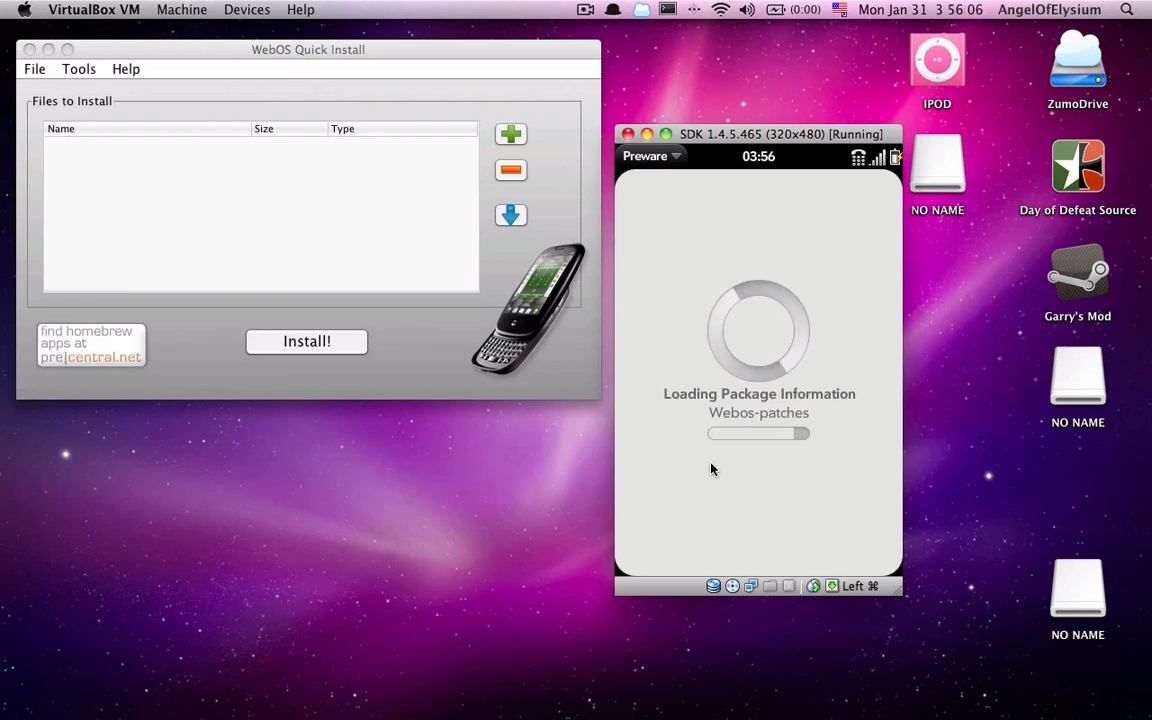 VirtualBox VM Machine Devices Help
(0:00) Mon Jan 31 3 56 06 AngelOfElysium
WebOS Quick Install
File Tools Help
Files to Install
Name Size Type
find homebrew
apps at
pre|central.net
Install!
SDK 1.4.5.465 (320x480) [Running]
Preware 03:56
Loading Package Information
Webos-patches
Left ⌘
IPOD
ZumoDrive
NO NAME
Day of Defeat Source
Garry's Mod
NO NAME
NO NAME